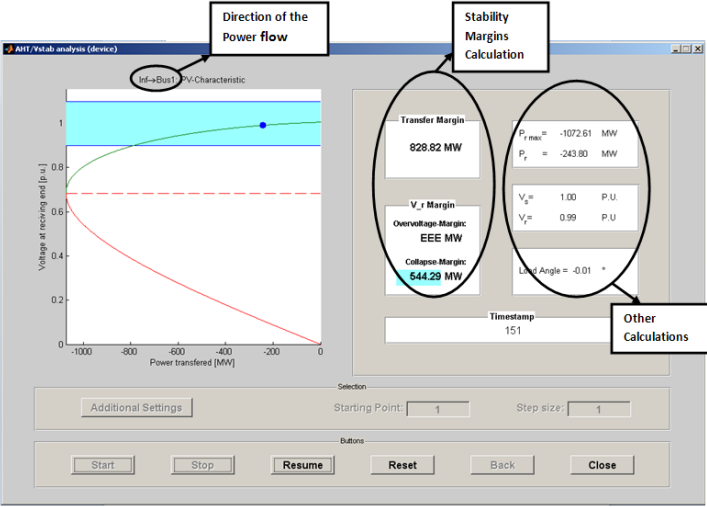 Direction of the
Power flow
Stability
Margins
Calculation
AHT/Vstab analysis (device)
Inf→Bus1: PV-Characteristic
Voltage at reciving end [p.u.]
1
0.8
0.6
0.4
0.2
0
-1000 -800 -600 -400 -200 0
Power transfered [MW]
Transfer Margin
828.82 MW
V_r Margin
Overvoltage-Margin:
EEE MW
Collapse-Margin:
544.29 MW
P_r max= -1072.61 MW
P_r = -243.80 MW
V_s= 1.00 P.U.
V_r= 0.99 P.U
Load Angle = -0.01 °
Timestamp
151
Other
Calculations
Selection
Additional Settings
Starting Point: 1
Step size: 1
Buttons
Start Stop Resume Reset Back Close